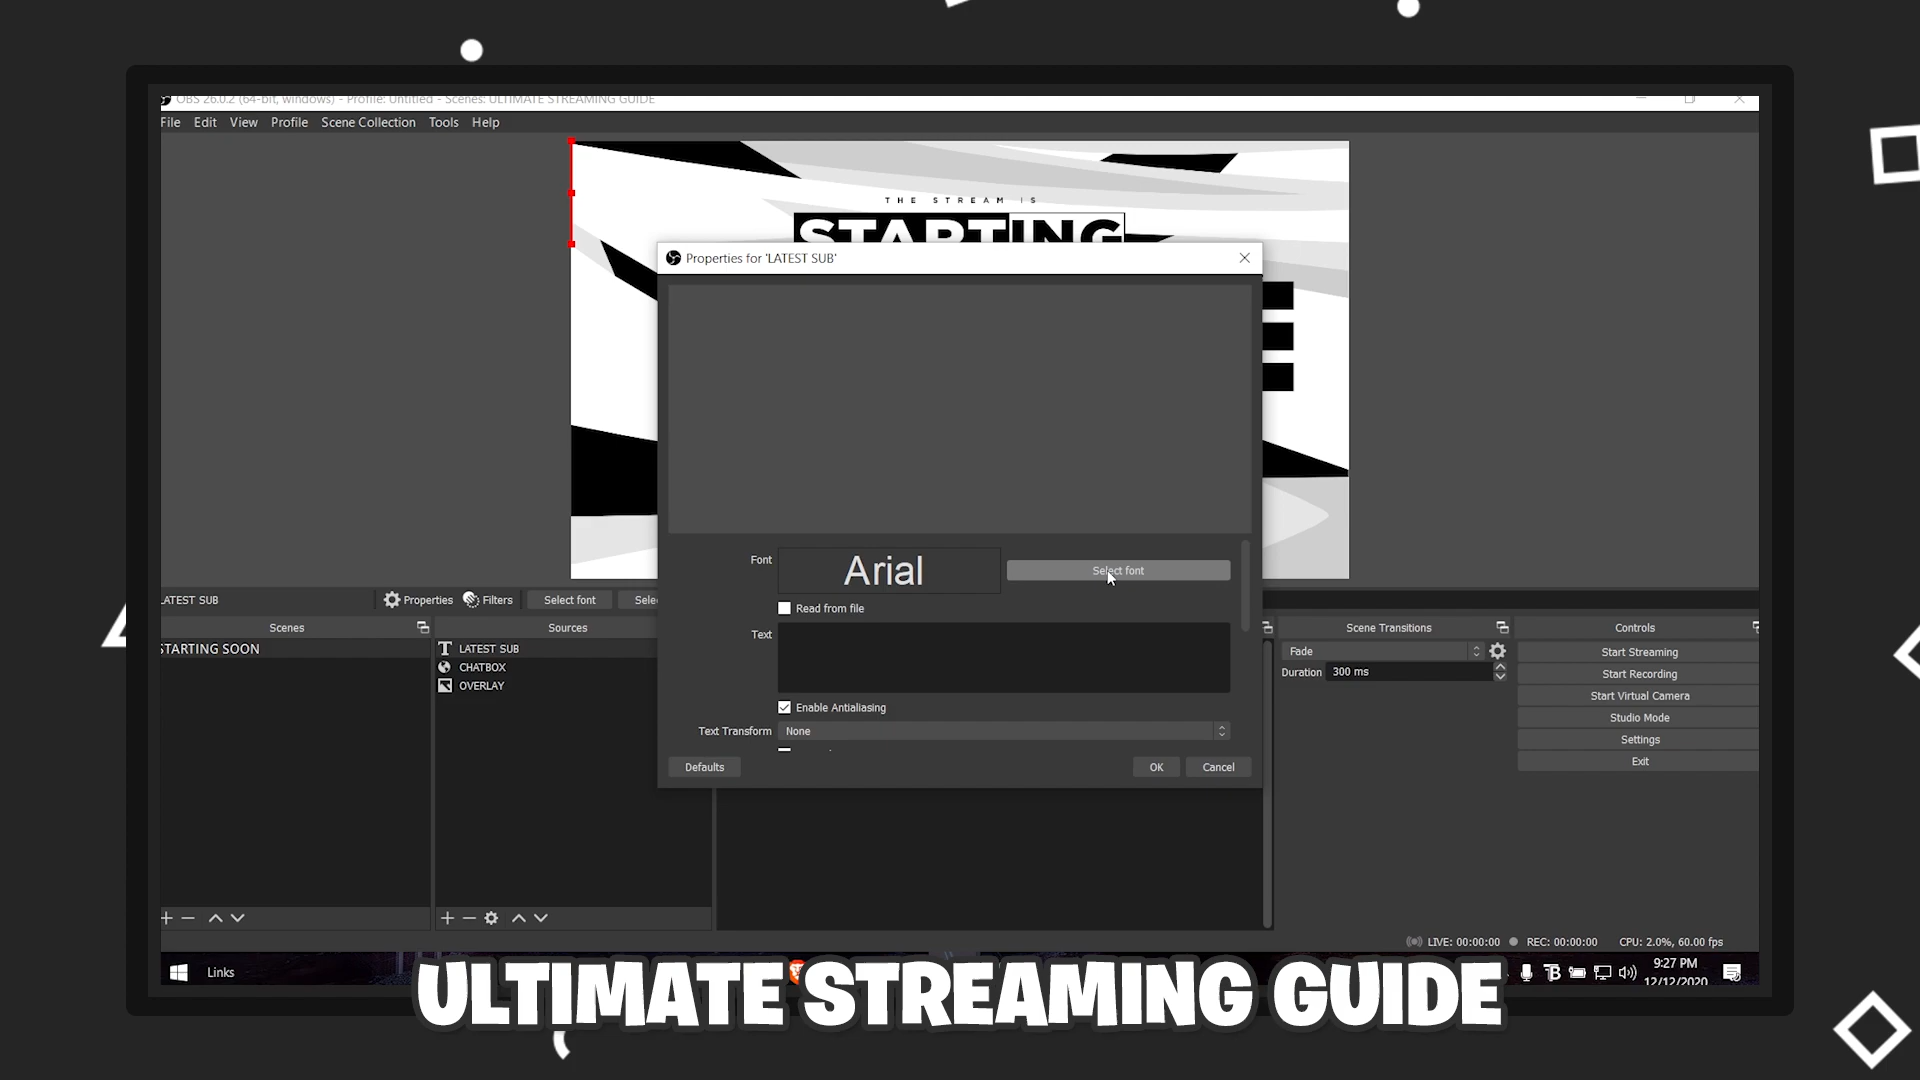 OBS 26.0.2 (64-bit, windows) - Profile: Untitled - Scenes: ULTIMATE STREAMING GUIDE
File Edit View Profile Scene Collection Tools Help
THE STREAM IS
STARTING
Properties for 'LATEST SUB'
Font
Arial
Select font
Read from file
Text
Enable Antialiasing
Text Transform None
Defaults OK Cancel
LATEST SUB Properties Filters Select font Sele
Scenes Sources Scene Transitions Controls
STARTING SOON
LATEST SUB
CHATBOX
OVERLAY
Fade
Duration 300 ms
Start Streaming
Start Recording
Start Virtual Camera
Studio Mode
Settings
Exit
LIVE: 00:00:00 REC: 00:00:00 CPU: 2.0%, 60.00 fps
Links
9:27 PM
12/12/2020
ULTIMATE STREAMING GUIDE